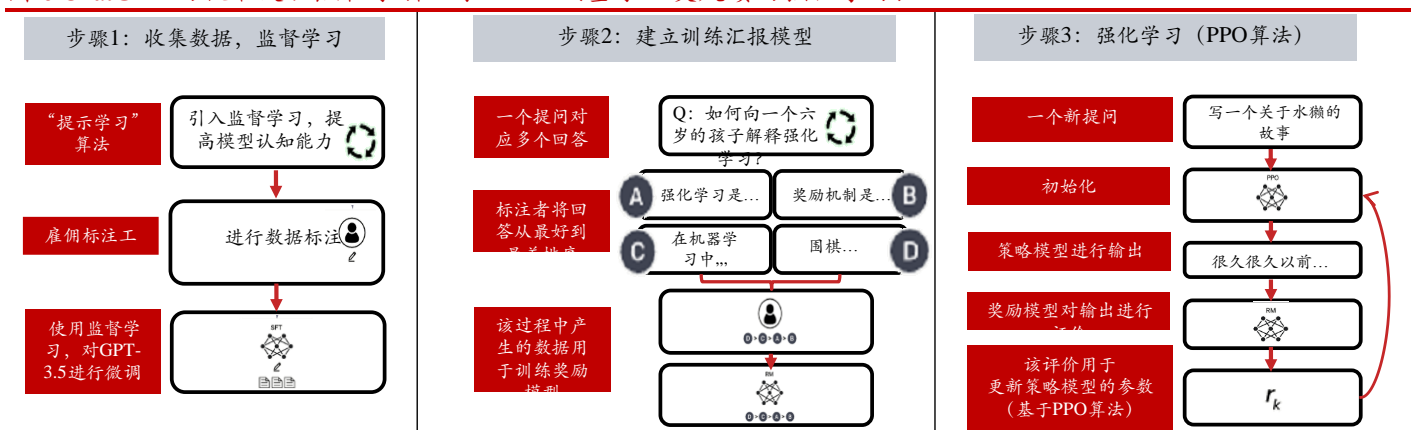 步骤1：收集数据，监督学习
“提示学习”
算法
引入监督学习，提
高模型认知能力
雇佣标注工
进行数据标注
使用监督学
习，对GPT-
3.5进行微调
SFT
步骤2：建立训练汇报模型
一个提问对
应多个回答
Q：如何向一个六
岁的孩子解释强化
学习？
标注者将回
答从最好到
A
强化学习是…
奖励机制是…
B
C
在机器学
习中,,,
围棋…
D
该过程中产
生的数据用
于训练奖励
模型
D>C>A>B
RM
D>C>A>B
步骤3：强化学习（PPO算法）
一个新提问
写一个关于水獭的
故事
初始化
PPO
策略模型进行输出
很久很久以前…
奖励模型对输出进行
RM
该评价用于
更新策略模型的参数
（基于PPO算法）
rk